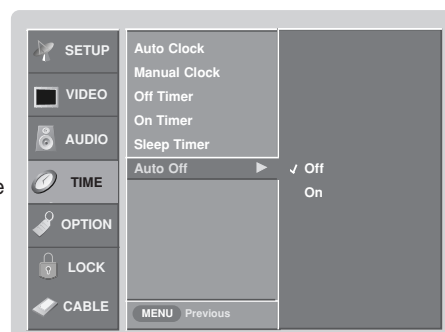 SETUP
VIDEO
AUDIO
TIME
OPTION
LOCK
CABLE
Auto Clock
Manual Clock
Off Timer
On Timer
Sleep Timer
Auto Off
MENU Previous
Off
On
e